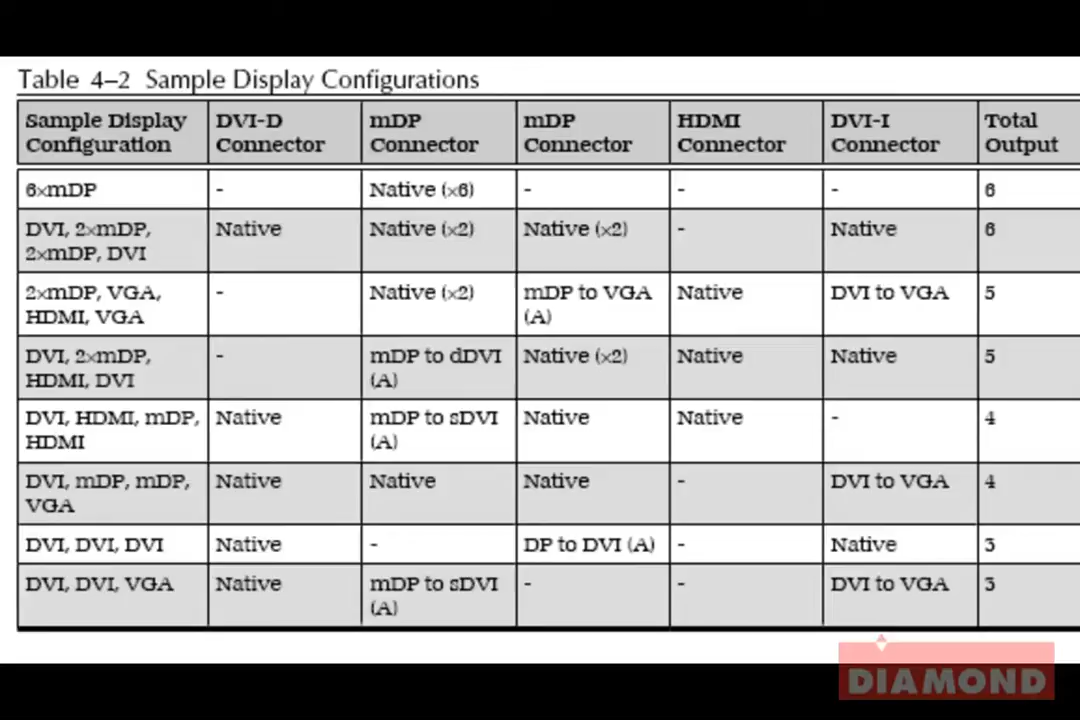 Table 4–2 Sample Display Configurations
Sample Display Configuration | DVI-D Connector | mDP Connector | mDP Connector | HDMI Connector | DVI-I Connector | Total Output
6×mDP | - | Native (×6) | - | - | - | 6
DVI, 2×mDP, 2×mDP, DVI | Native | Native (×2) | Native (×2) | - | Native | 6
2×mDP, VGA, HDMI, VGA | - | Native (×2) | mDP to VGA (A) | Native | DVI to VGA | 5
DVI, 2×mDP, HDMI, DVI | - | mDP to dDVI (A) | Native (×2) | Native | Native | 5
DVI, HDMI, mDP, HDMI | Native | mDP to sDVI (A) | Native | Native | - | 4
DVI, mDP, mDP, VGA | Native | Native | Native | - | DVI to VGA | 4
DVI, DVI, DVI | Native | - | DP to DVI (A) | - | Native | 3
DVI, DVI, VGA | Native | mDP to sDVI (A) | - | - | DVI to VGA | 3
DIAMOND